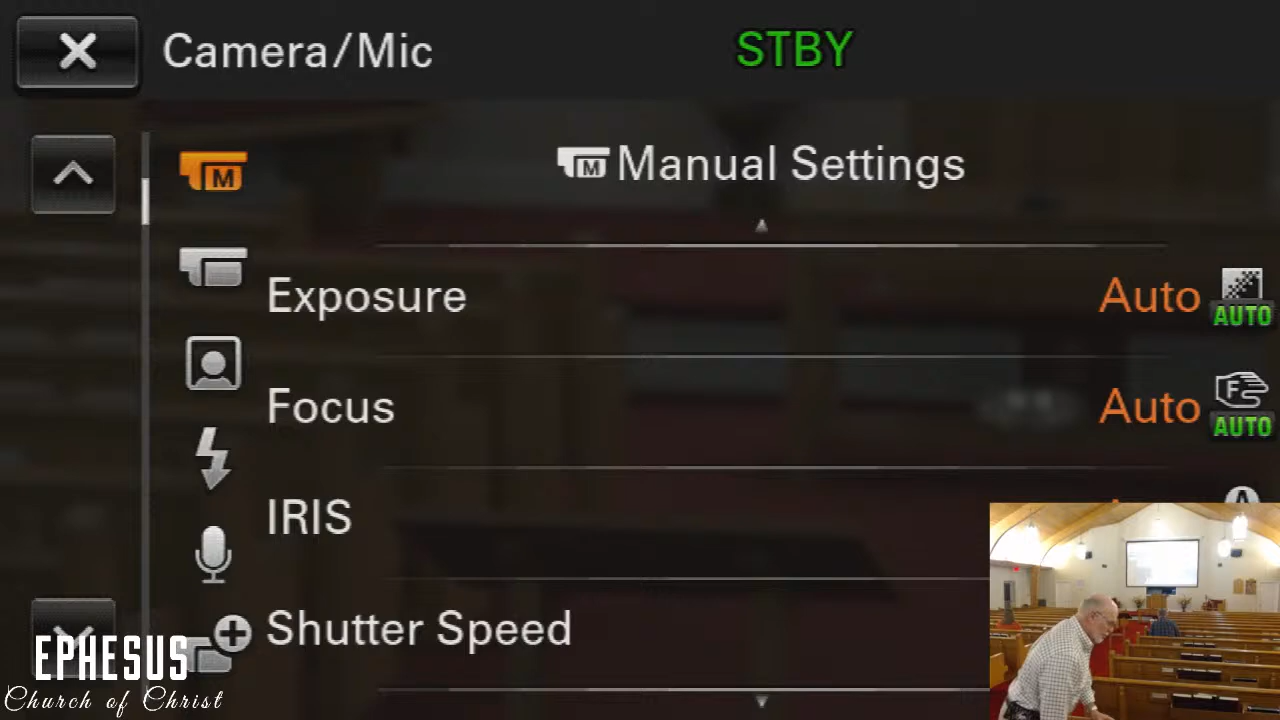 Camera/Mic
STBY
M
M Manual Settings
Exposure
Auto
AUTO
Focus
Auto
F
AUTO
IRIS
A
Shutter Speed
EPHESUS
Church of Christ